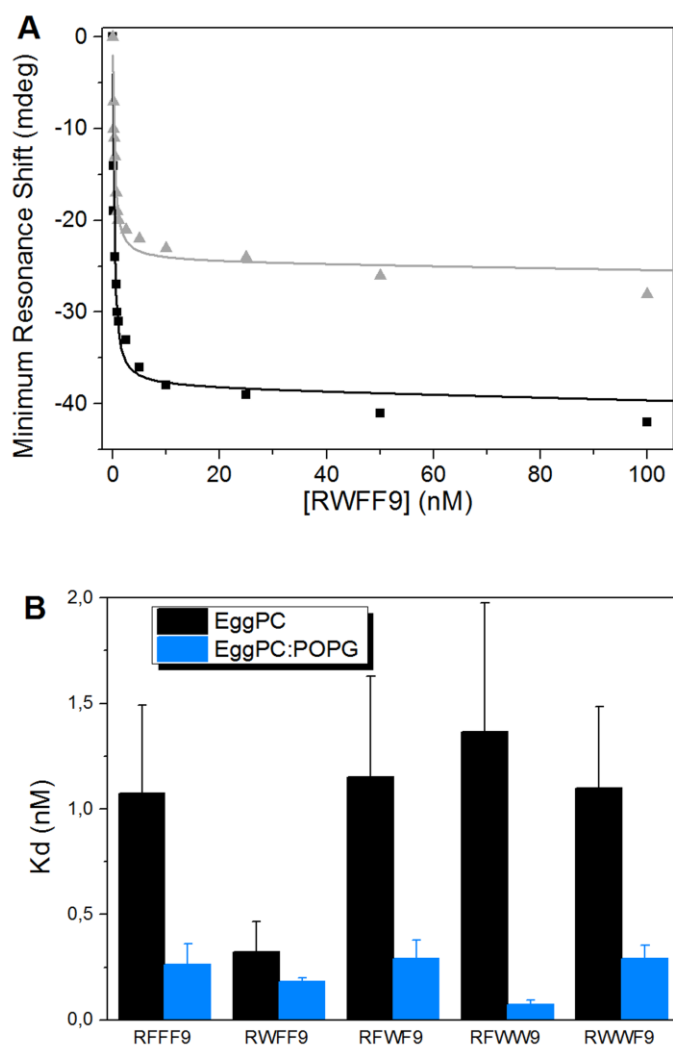 A
0
-10
-20
-30
-40
Minimum Resonance Shift (mdeg)
0 20 40 60 80 100
[RWFF9] (nM)
B
2,0
1,5
1,0
0,5
0,0
Kd (nM)
EggPC
EggPC:POPG
RFFF9 RWFF9 RFWF9 RFWW9 RWWF9